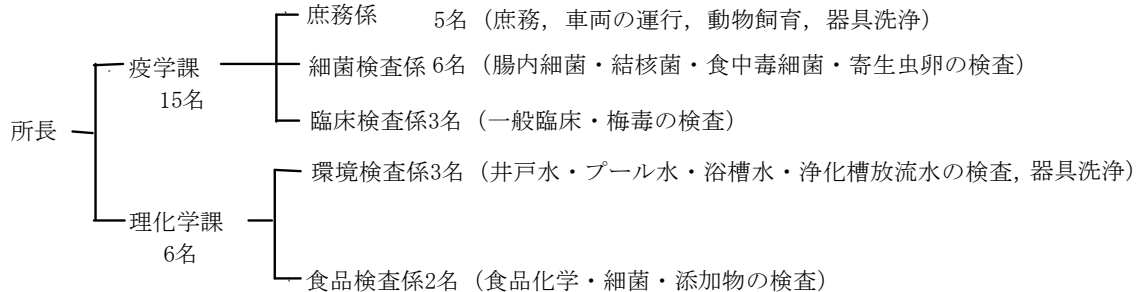 庶務係 5名（庶務，車両の運行，動物飼育，器具洗浄）
疫学課
細菌検査係 6名（腸内細菌・結核菌・食中毒細菌・寄生虫卵の検査）
15名
臨床検査係3名（一般臨床・梅毒の検査）
所長
環境検査係3名（井戸水・プール水・浴槽水・浄化槽放流水の検査，器具洗浄）
理化学課
6名
食品検査係2名（食品化学・細菌・添加物の検査）